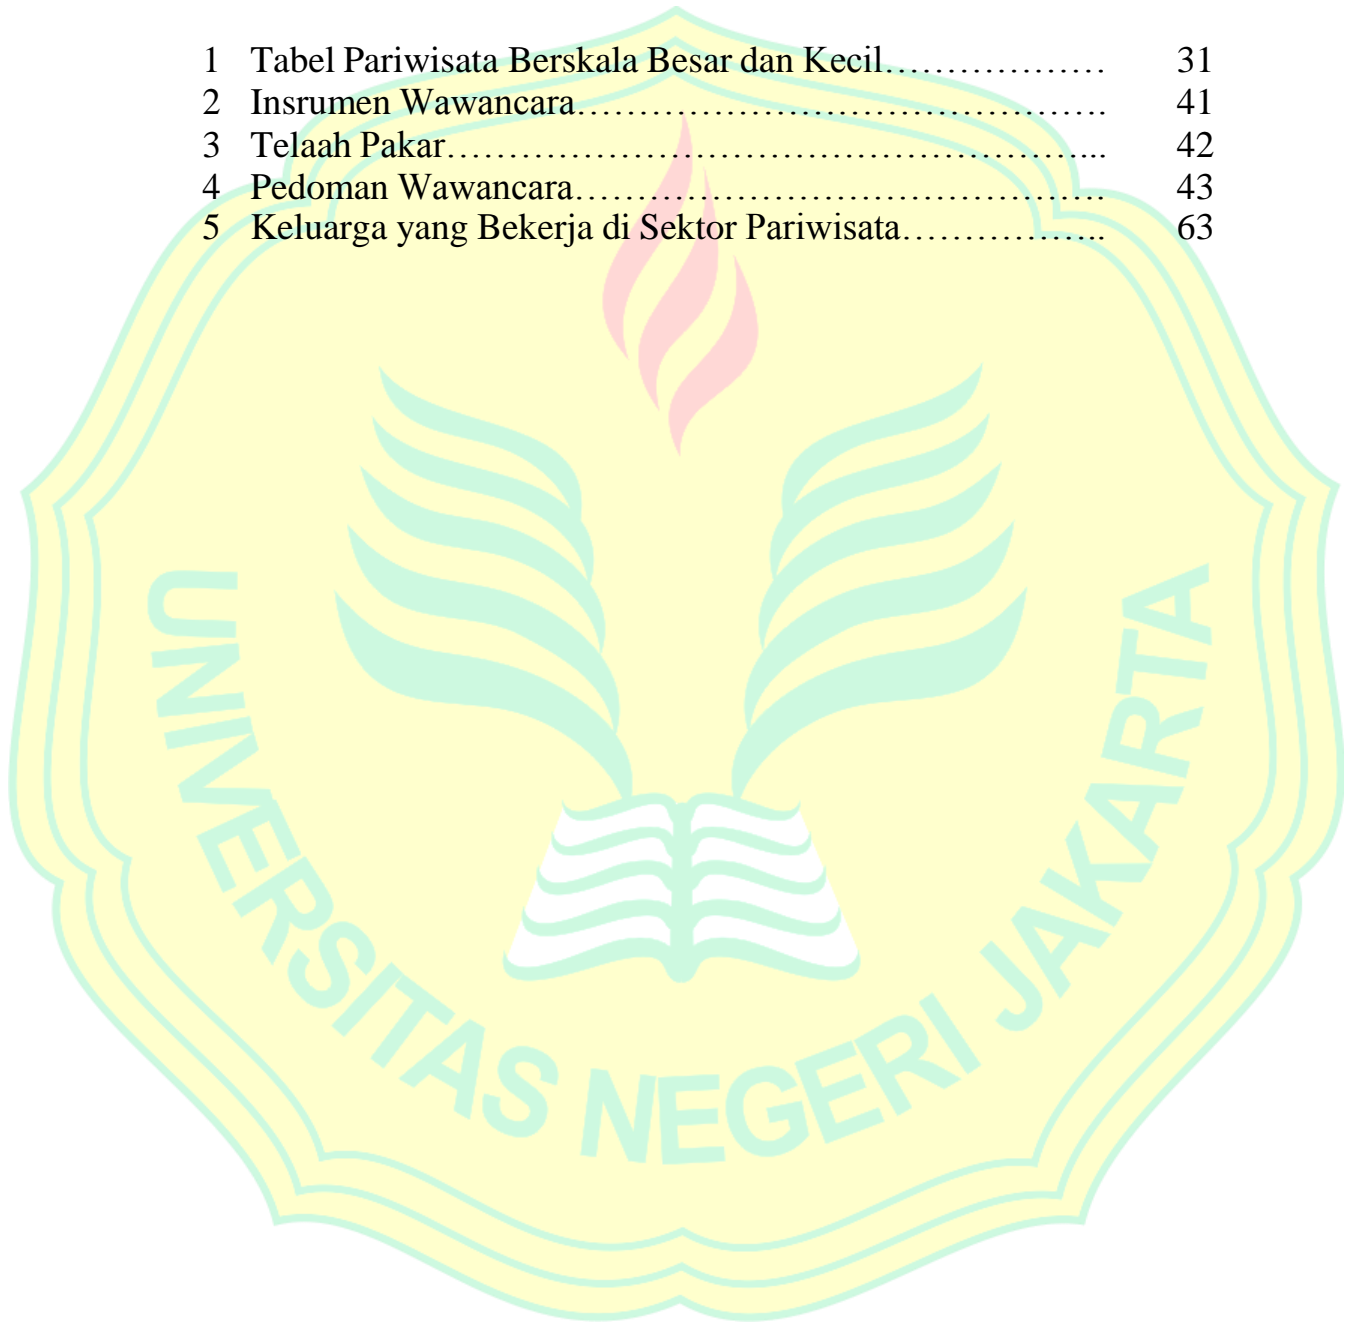 1 Tabel Pariwisata Berskala Besar dan Kecil……………… 31
2 Insrumen Wawancara……………………………………. 41
3 Telaah Pakar…………………………………………….. 42
4 Pedoman Wawancara……………………………………. 43
5 Keluarga yang Bekerja di Sektor Pariwisata…………….. 63
UNIVERSITAS NEGERI JAKARTA